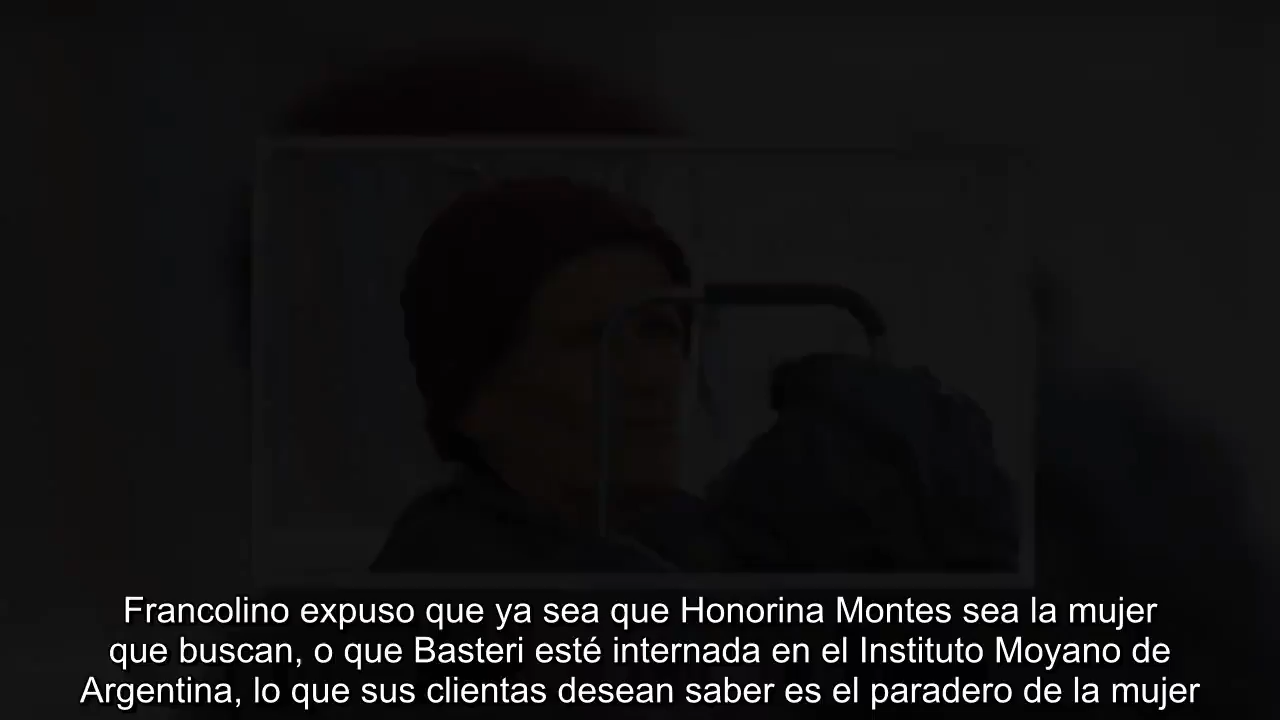 Francolino expuso que ya sea que Honorina Montes sea la mujer
que buscan, o que Basteri esté internada en el Instituto Moyano de
Argentina, lo que sus clientas desean saber es el paradero de la mujer